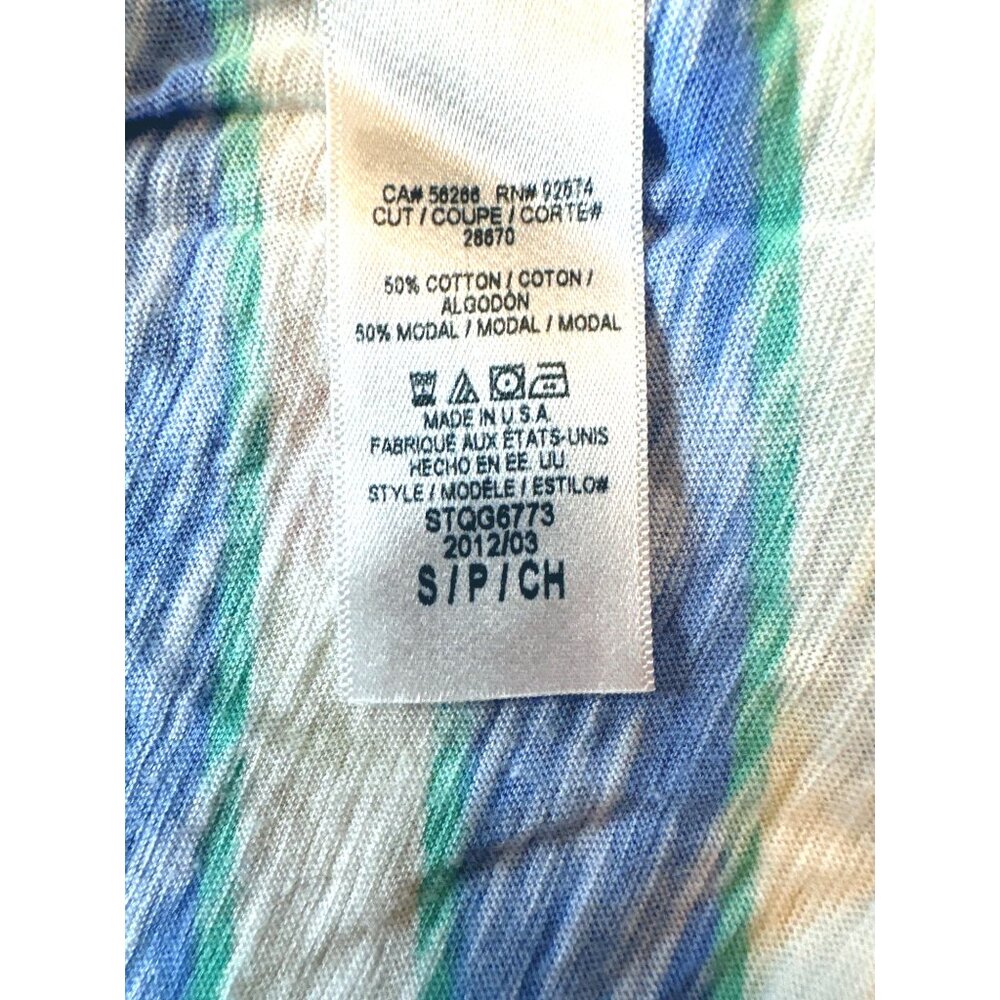 CA# 56266 RN# 92674
CUT / COUPE / CORTE#
28670
50% COTTON / COTON /
ALGODÓN
50% MODAL / MODAL / MODAL
MADE IN U.S.A.
FABRIQUÉ AUX ÉTATS-UNIS
HECHO EN EE. UU
STYLE / MODÈLE / ESTILO#
STQG6773
2012/03
S / P / CH